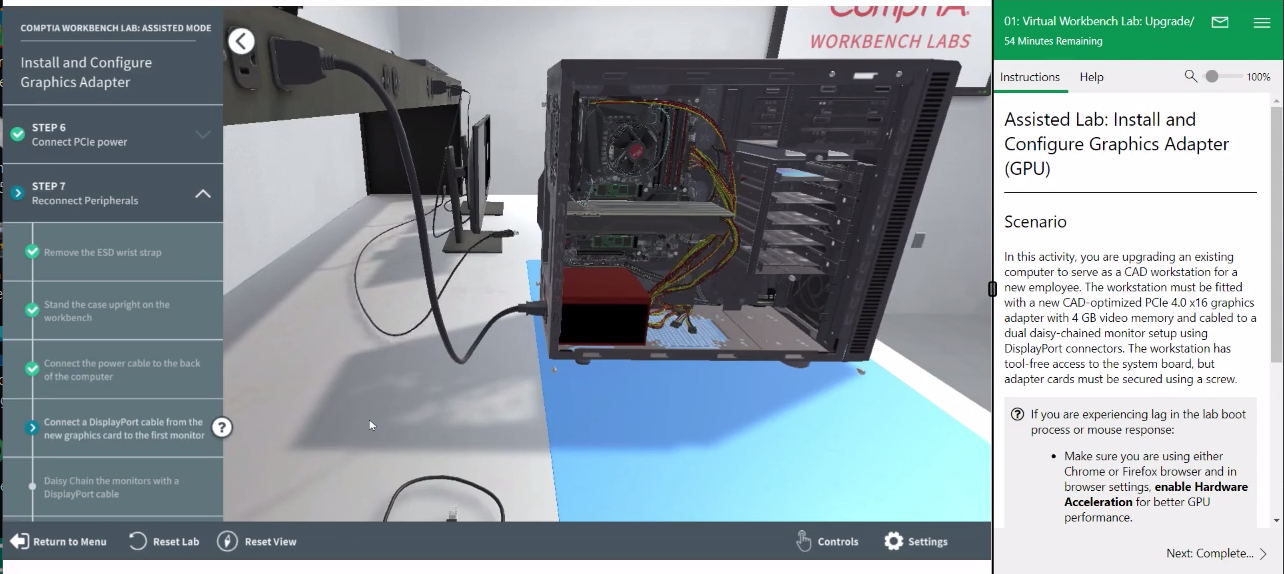 COMPTIA WORKBENCH LAB: ASSISTED MODE
Install and Configure
Graphics Adapter
STEP 6
Connect PCIe power
STEP 7
Reconnect Peripherals
Remove the ESD wrist strap
Stand the case upright on the
workbench
Connect the power cable to the back
of the computer
Connect a DisplayPort cable from the
new graphics card to the first monitor
?
Daisy Chain the monitors with a
DisplayPort cable
Return to Menu
Reset Lab
Reset View
Controls
Settings
CompTIA.
WORKBENCH LABS
01: Virtual Workbench Lab: Upgrade/
54 Minutes Remaining
Instructions
Help
100%
Assisted Lab: Install and
Configure Graphics Adapter
(GPU)
Scenario
In this activity, you are upgrading an existing
computer to serve as a CAD workstation for a
new employee. The workstation must be fitted
with a new CAD-optimized PCIe 4.0 x16 graphics
adapter with 4 GB video memory and cabled to a
dual daisy-chained monitor setup using
DisplayPort connectors. The workstation has
tool-free access to the system board, but
adapter cards must be secured using a screw.
? If you are experiencing lag in the lab boot
process or mouse response:
• Make sure you are using either
Chrome or Firefox browser and in
browser settings, enable Hardware
Acceleration for better GPU
performance.
Next: Complete...